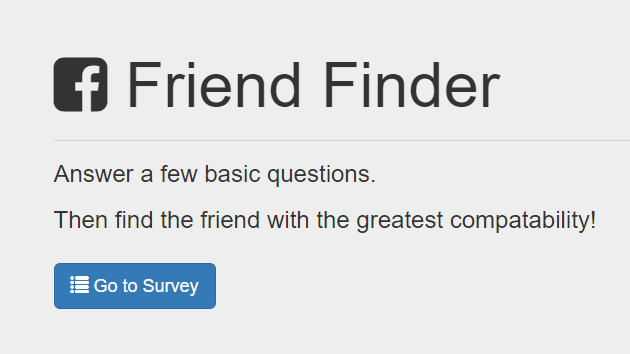 Friend Finder
Answer a few basic questions.
Then find the friend with the greatest compatability!
Go to Survey